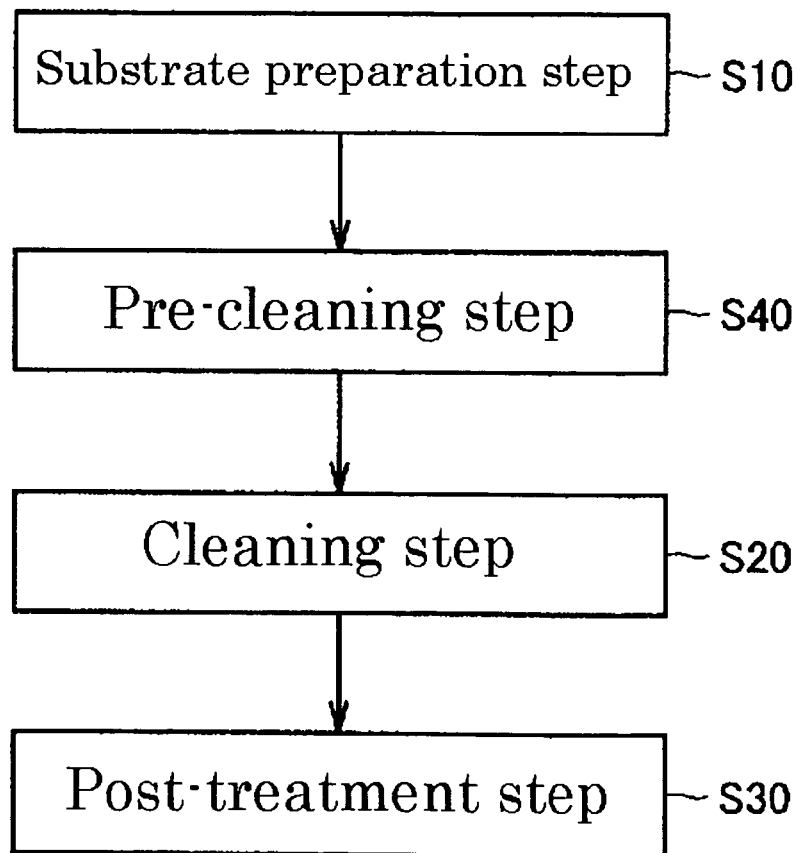 Substrate preparation step S10
Pre-cleaning step S40
Cleaning step S20
Post-treatment step S30